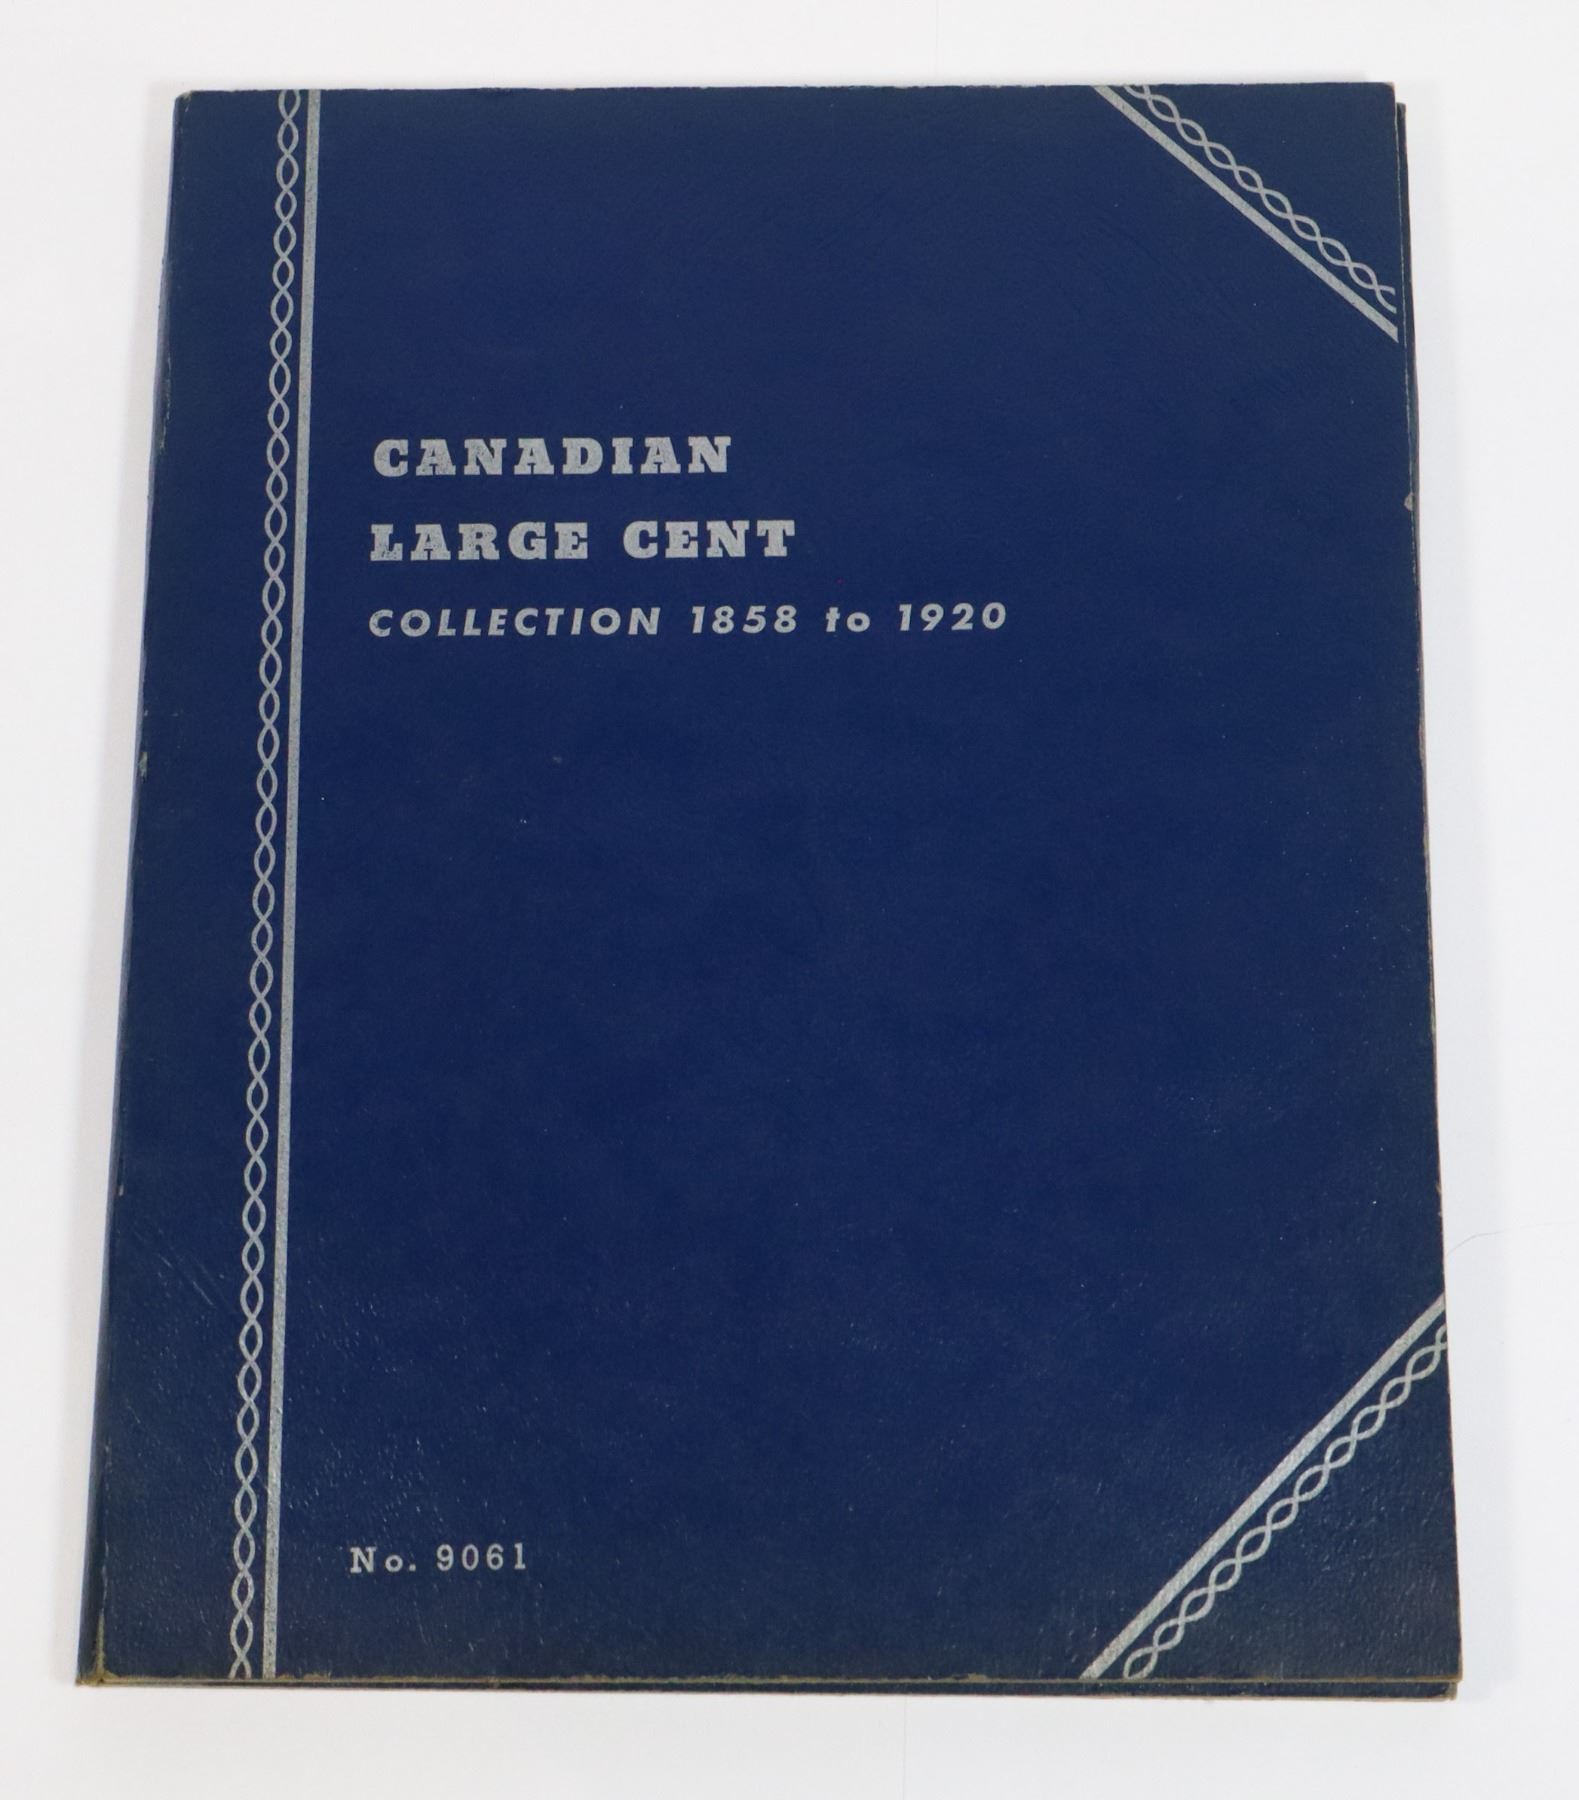 CANADIAN
LARGE CENT
COLLECTION 1858 to 1920
No. 9061